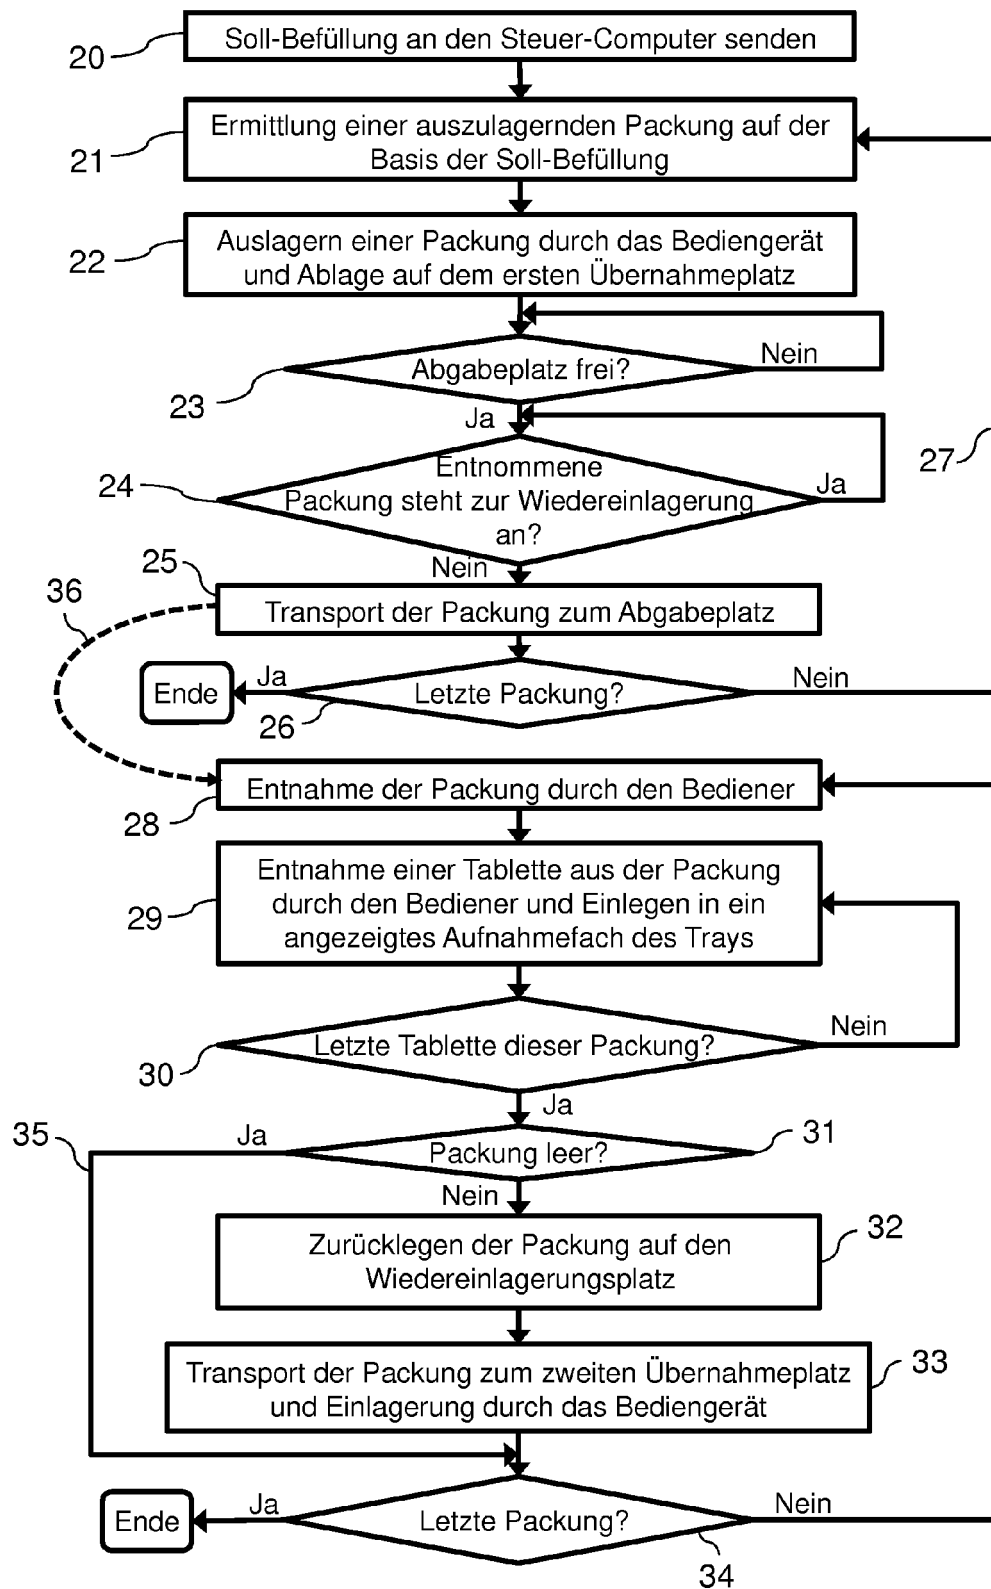 20
Soll-Befüllung an den Steuer-Computer senden
21
Ermittlung einer auszulagernden Packung auf der
Basis der Soll-Befüllung
22
Auslagern einer Packung durch das Bediengerät
und Ablage auf dem ersten Übernahmeplatz
23
Abgabeplatz frei?
Nein
Ja
24
Entnommene
Packung steht zur Wiedereinlagerung
an?
Ja
27
Nein
25
Transport der Packung zum Abgabeplatz
36
Ende
Ja
26
Letzte Packung?
Nein
28
Entnahme der Packung durch den Bediener
29
Entnahme einer Tablette aus der Packung
durch den Bediener und Einlegen in ein
angezeigtes Aufnahmefach des Trays
30
Letzte Tablette dieser Packung?
Nein
Ja
35
Ja
Packung leer?
31
Nein
Zurücklegen der Packung auf den
Wiedereinlagerungsplatz
32
Transport der Packung zum zweiten Übernahmeplatz
und Einlagerung durch das Bediengerät
33
Ende
Ja
Letzte Packung?
Nein
34